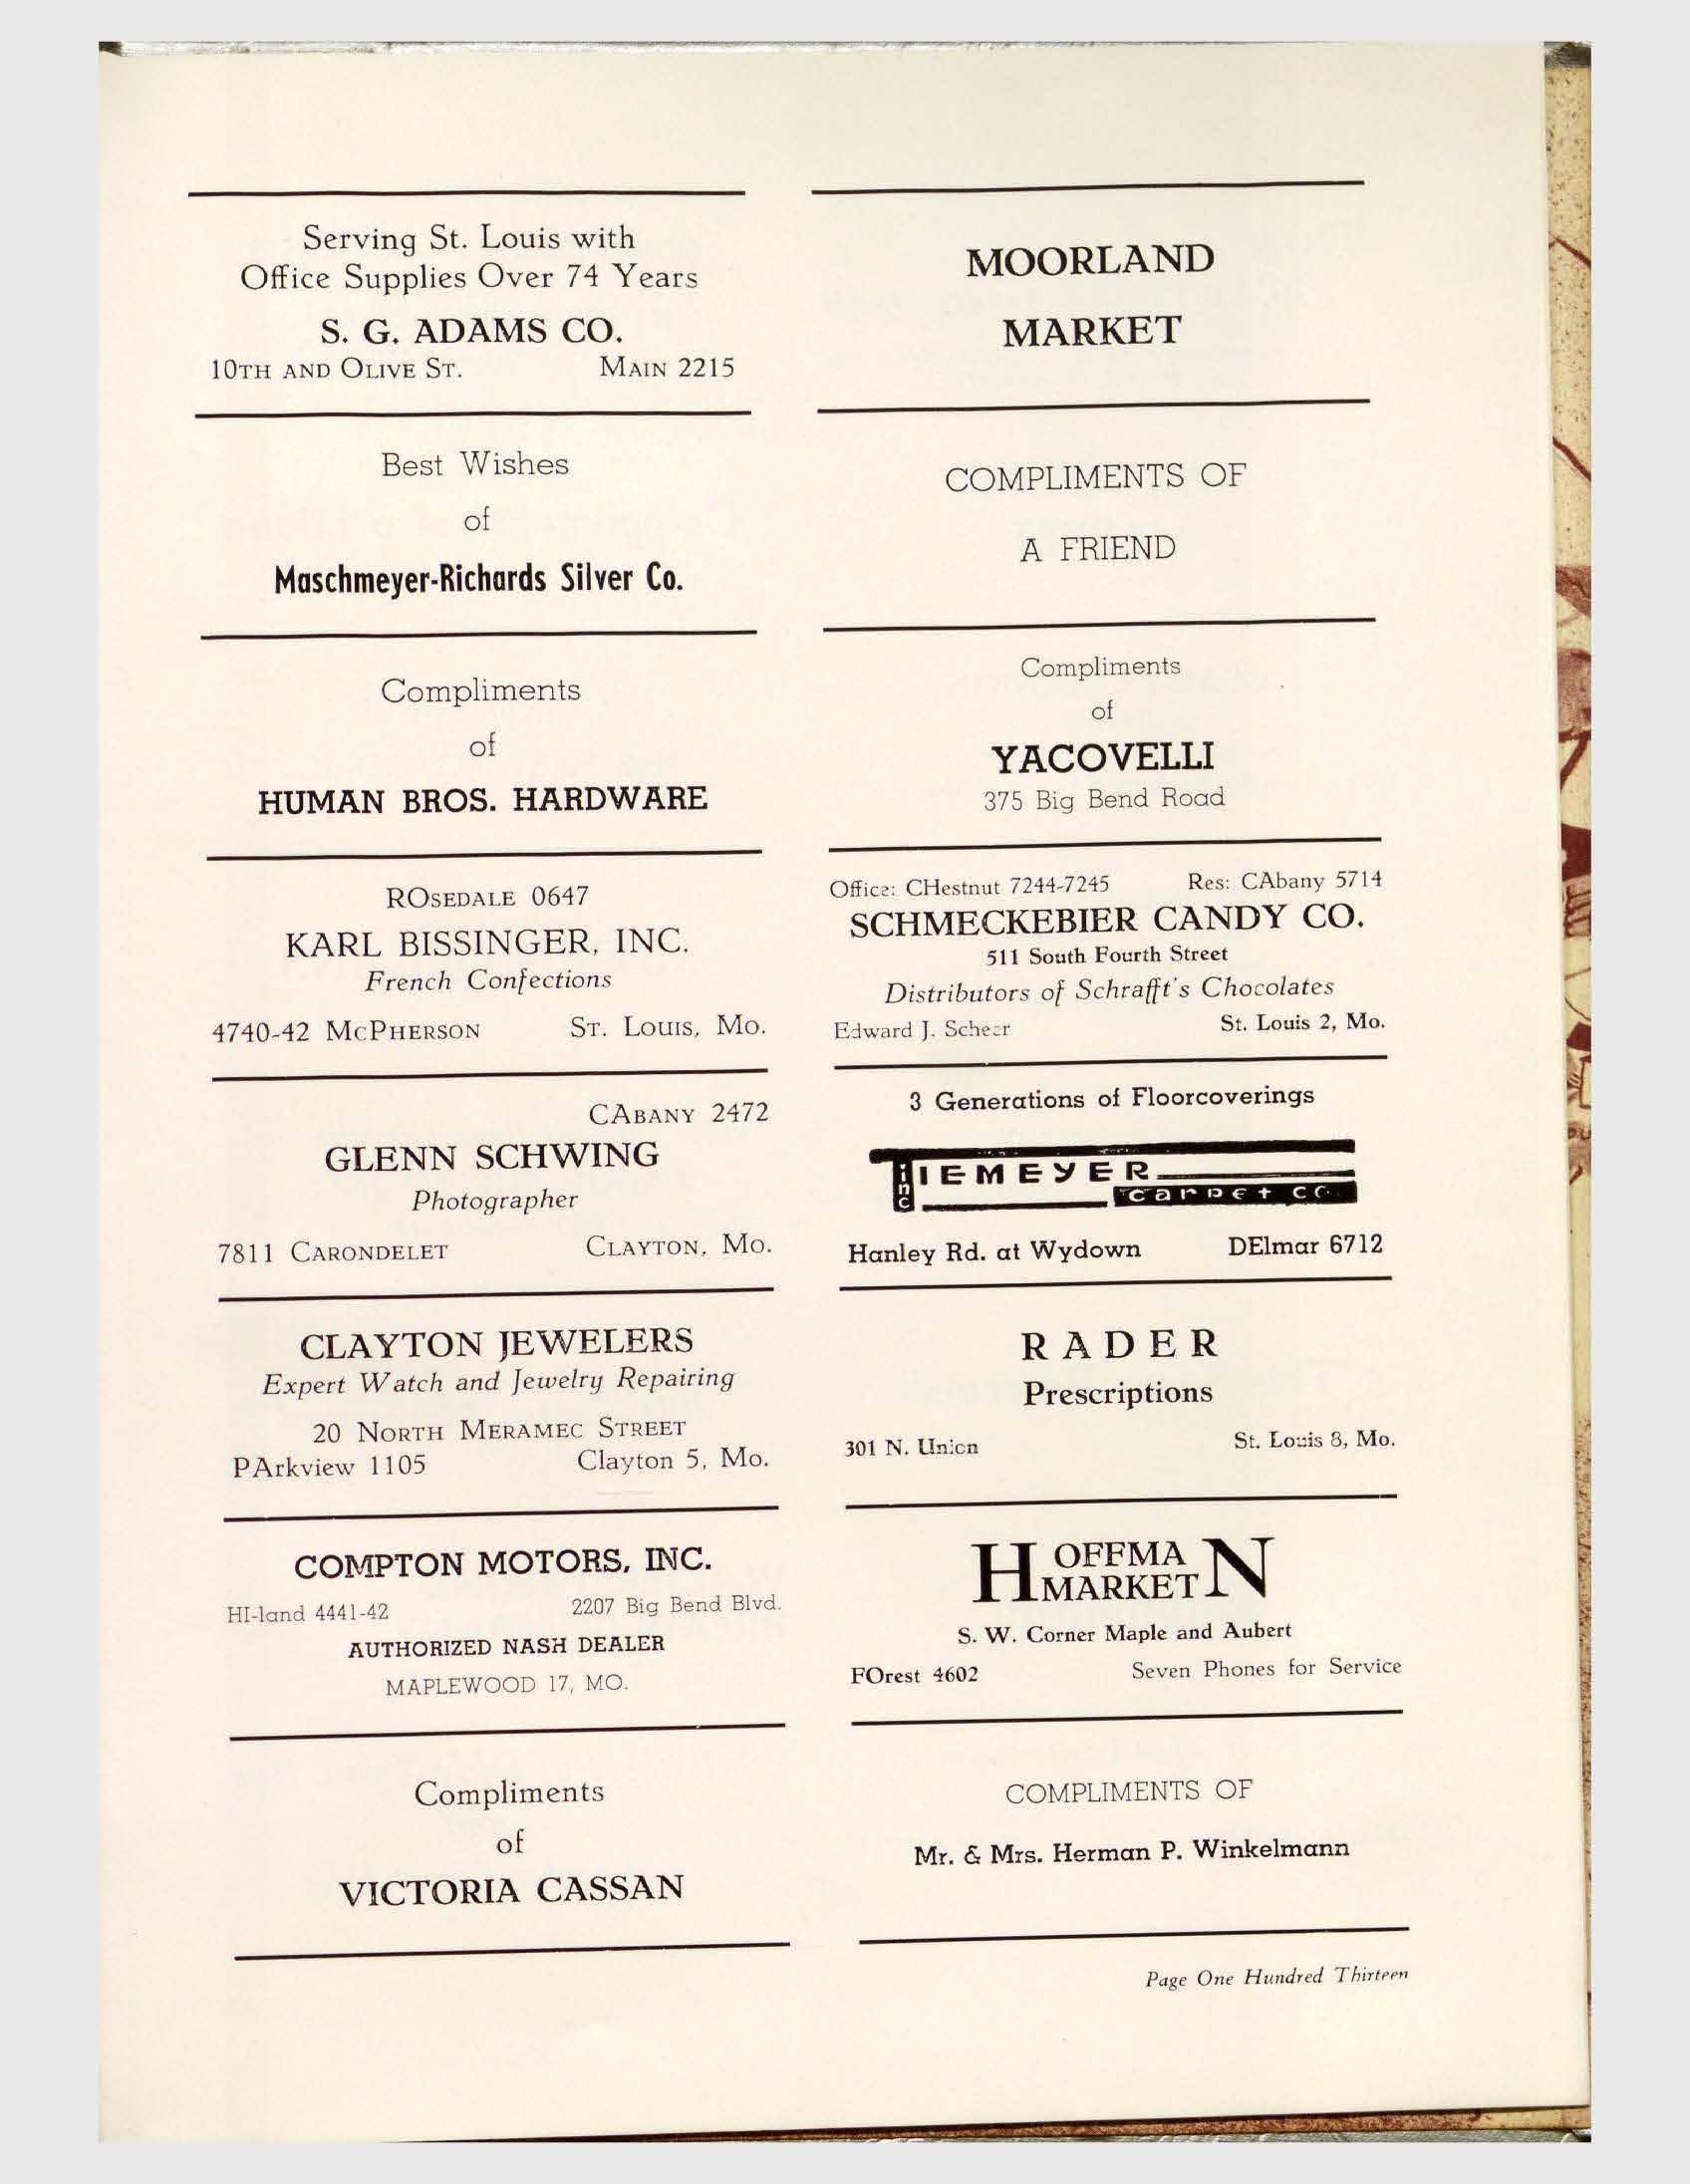 Serving St. Louis with
Office Supplies Over 74 Years
S. G. ADAMS CO.
10TH AND OLIVE ST. MAIN 2215
Best Wishes
of
Maschmeyer-Richards Silver Co.
Compliments
of
HUMAN BROS. HARDWARE
ROSEDALE 0647
KARL BISSINGER, INC.
French Confections
4740-42 MCPHERSON ST. LOUIS, MO.
CABANY 2472
GLENN SCHWING
Photographer
7811 CARONDELET CLAYTON, MO.
CLAYTON JEWELERS
Expert Watch and Jewelry Repairing
20 NORTH MERAMEC STREET
PArkview 1105 Clayton 5, Mo.
COMPTON MOTORS, INC.
HI-land 4441-42 2207 Big Bend Blvd.
AUTHORIZED NASH DEALER
MAPLEWOOD 17, MO.
Compliments
of
VICTORIA CASSAN
MOORLAND
MARKET
COMPLIMENTS OF
A FRIEND
Compliments
of
YACOVELLI
375 Big Bend Road
Office: CHestnut 7244-7245 Res: CAbany 5714
SCHMECKEBIER CANDY CO.
511 South Fourth Street
Distributors of Schrafft's Chocolates
Edward J. Scheer St. Louis 2, Mo.
3 Generations of Floorcoverings
TIEMEYER
carpet co.
inc
Hanley Rd. at Wydown DElmar 6712
RADER
Prescriptions
301 N. Union St. Louis 8, Mo.
HOFFMAN
MARKET
S. W. Corner Maple and Aubert
FOrest 4602 Seven Phones for Service
COMPLIMENTS OF
Mr. & Mrs. Herman P. Winkelmann
Page One Hundred Thirteen